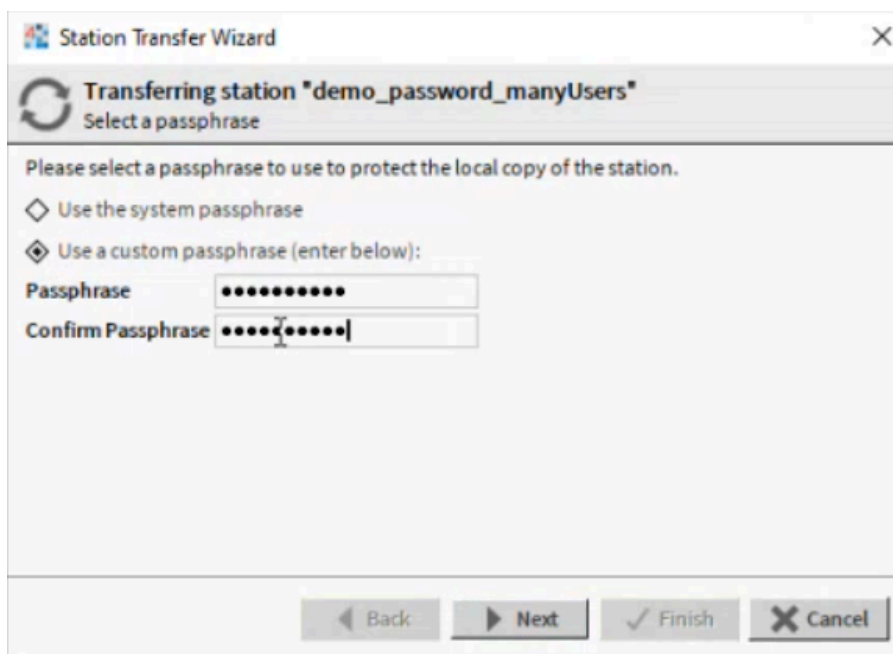 Station Transfer Wizard
Transferring station "demo_password_manyUsers"
Select a passphrase
Please select a passphrase to use to protect the local copy of the station.
Use the system passphrase
Use a custom passphrase (enter below):
Passphrase ••••••••••
Confirm Passphrase ••••••••••
Back Next Finish Cancel